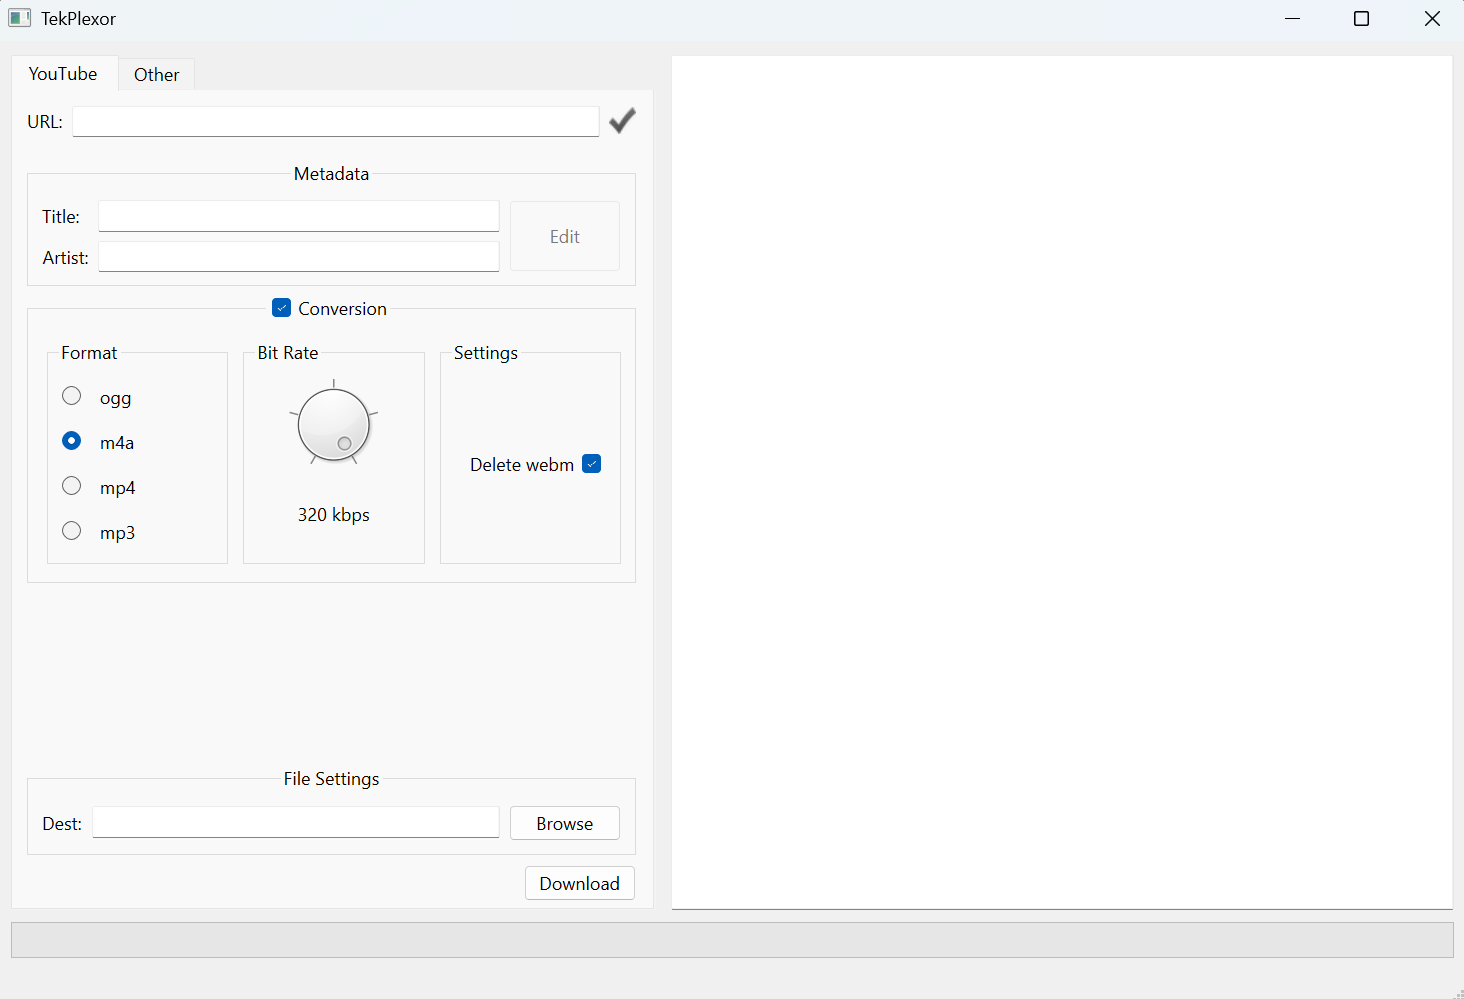 TekPlexor
YouTube Other
URL:
Metadata
Title:
Edit
Artist:
Conversion
Format
Bit Rate
Settings
ogg
m4a
Delete webm
mp4
320 kbps
mp3
File Settings
Dest:
Browse
Download